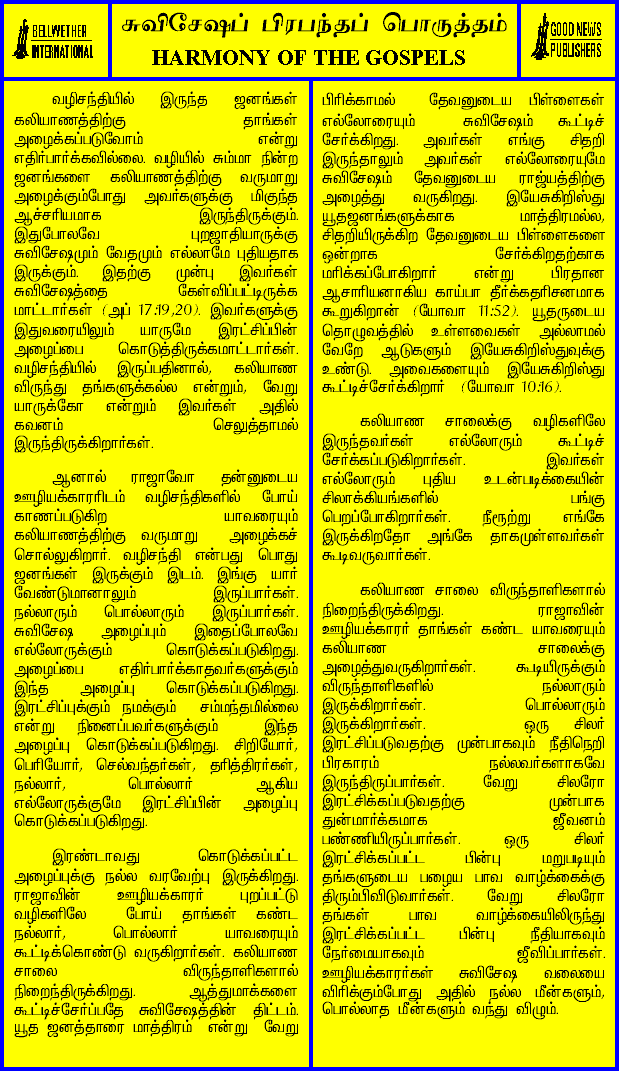 BELLWETHER
INTERNATIONAL
சுவிசேஷப் பிரபந்தப் பொருத்தம்
HARMONY OF THE GOSPELS
GOOD NEWS
PUBLISHERS
வழிசந்தியில் இருந்த ஜனங்கள்
கலியாணத்திற்கு தாங்கள்
அழைக்கப்படுவோம் என்று
எதிர்பார்க்கவில்லை. வழியில் சும்மா நின்ற
ஜனங்களை கலியாணத்திற்கு வருமாறு
அழைக்கும்போது அவர்களுக்கு மிகுந்த
ஆச்சரியமாக இருந்திருக்கும்.
இதுபோலவே புறஜாதியாருக்கு
சுவிசேஷமும் வேதமும் எல்லாமே புதியதாக
இருக்கும். இதற்கு முன்பு இவர்கள்
சுவிசேஷத்தை கேள்விப்பட்டிருக்க
மாட்டார்கள் (அப் 17:19,20). இவர்களுக்கு
இதுவரையிலும் யாருமே இரட்சிப்பின்
அழைப்பை கொடுத்திருக்கமாட்டார்கள்.
வழிசந்தியில் இருப்பதினால், கலியாண
விருந்து தங்களுக்கல்ல என்றும், வேறு
யாருக்கோ என்றும் இவர்கள் அதில்
கவனம் செலுத்தாமல்
இருந்திருக்கிறார்கள்.
ஆனால் ராஜாவோ தன்னுடைய
ஊழியக்காரரிடம் வழிசந்திகளில் போய்
காணப்படுகிற யாவரையும்
கலியாணத்திற்கு வருமாறு அழைக்கச்
சொல்லுகிறார். வழிசந்தி என்பது பொது
ஜனங்கள் இருக்கும் இடம். இங்கு யார்
வேண்டுமானாலும் இருப்பார்கள்.
நல்லாரும் பொல்லாரும் இருப்பார்கள்.
சுவிசேஷ அழைப்பும் இதைப்போலவே
எல்லோருக்கும் கொடுக்கப்படுகிறது.
அழைப்பை எதிர்பார்க்காதவர்களுக்கும்
இந்த அழைப்பு கொடுக்கப்படுகிறது.
இரட்சிப்புக்கும் நமக்கும் சம்மந்தமில்லை
என்று நினைப்பவர்களுக்கும் இந்த
அழைப்பு கொடுக்கப்படுகிறது. சிறியோர்,
பெரியோர், செல்வந்தர்கள், தரித்திரர்கள்,
நல்லார், பொல்லார் ஆகிய
எல்லோருக்குமே இரட்சிப்பின் அழைப்பு
கொடுக்கப்படுகிறது.
இரண்டாவது கொடுக்கப்பட்ட
அழைப்புக்கு நல்ல வரவேற்பு இருக்கிறது.
ராஜாவின் ஊழியக்காரர் புறப்பட்டு
வழிகளிலே போய் தாங்கள் கண்ட
நல்லார், பொல்லார் யாவரையும்
கூட்டிக்கொண்டு வருகிறார்கள். கலியாண
சாலை விருந்தாளிகளால்
நிறைந்திருக்கிறது. ஆத்துமாக்களை
கூட்டிச்சேர்ப்பதே சுவிசேஷத்தின் திட்டம்.
யூத ஜனத்தாரை மாத்திரம் என்று வேறு
பிரிக்காமல் தேவனுடைய பிள்ளைகள்
எல்லோரையும் சுவிசேஷம் கூட்டிச்
சேர்க்கிறது. அவர்கள் எங்கு சிதறி
இருந்தாலும் அவர்கள் எல்லோரையுமே
சுவிசேஷம் தேவனுடைய ராஜ்யத்திற்கு
அழைத்து வருகிறது. இயேசுகிறிஸ்து
யூதஜனங்களுக்காக மாத்திரமல்ல,
சிதறியிருக்கிற தேவனுடைய பிள்ளைகளை
ஒன்றாக சேர்க்கிறதற்காக
மரிக்கப்போகிறார் என்று பிரதான
ஆசாரியனாகிய காய்பா தீர்க்கதரிசனமாக
கூறுகிறான் (யோவா 11:52). யூதருடைய
தொழுவத்தில் உள்ளவைகள் அல்லாமல்
வேறே ஆடுகளும் இயேசுகிறிஸ்துவுக்கு
உண்டு. அவைகளையும் இயேசுகிறிஸ்து
கூட்டிச்சேர்க்கிறார் (யோவா 10:16).
கலியாண சாலைக்கு வழிகளிலே
இருந்தவர்கள் எல்லோரும் கூட்டிச்
சேர்க்கப்படுகிறார்கள். இவர்கள்
எல்லோரும் புதிய உடன்படிக்கையின்
சிலாக்கியங்களில் பங்கு
பெறப்போகிறார்கள். நீரூற்று எங்கே
இருக்கிறதோ அங்கே தாகமுள்ளவர்கள்
கூடிவருவார்கள்.
கலியாண சாலை விருந்தாளிகளால்
நிறைந்திருக்கிறது. ராஜாவின்
ஊழியக்காரர் தாங்கள் கண்ட யாவரையும்
கலியாண சாலைக்கு
அழைத்துவருகிறார்கள். கூடியிருக்கும்
விருந்தாளிகளில் நல்லாரும்
இருக்கிறார்கள். பொல்லாரும்
இருக்கிறார்கள். ஒரு சிலர்
இரட்சிப்படுவதற்கு முன்பாகவும் நீதிநெறி
பிரகாரம் நல்லவர்களாகவே
இருந்திருப்பார்கள். வேறு சிலரோ
இரட்சிக்கப்படுவதற்கு முன்பாக
துன்மார்க்கமாக ஜீவனம்
பண்ணியிருப்பார்கள். ஒரு சிலர்
இரட்சிக்கப்பட்ட பின்பு மறுபடியும்
தங்களுடைய பழைய பாவ வாழ்க்கைக்கு
திரும்பிவிடுவார்கள். வேறு சிலரோ
தங்கள் பாவ வாழ்க்கையிலிருந்து
இரட்சிக்கப்பட்ட பின்பு நீதியாகவும்
நேர்மையாகவும் ஜீவிப்பார்கள்.
ஊழியக்காரர்கள் சுவிசேஷ வலையை
விரிக்கும்போது அதில் நல்ல மீன்களும்,
பொல்லாத மீன்களும் வந்து விழும்.